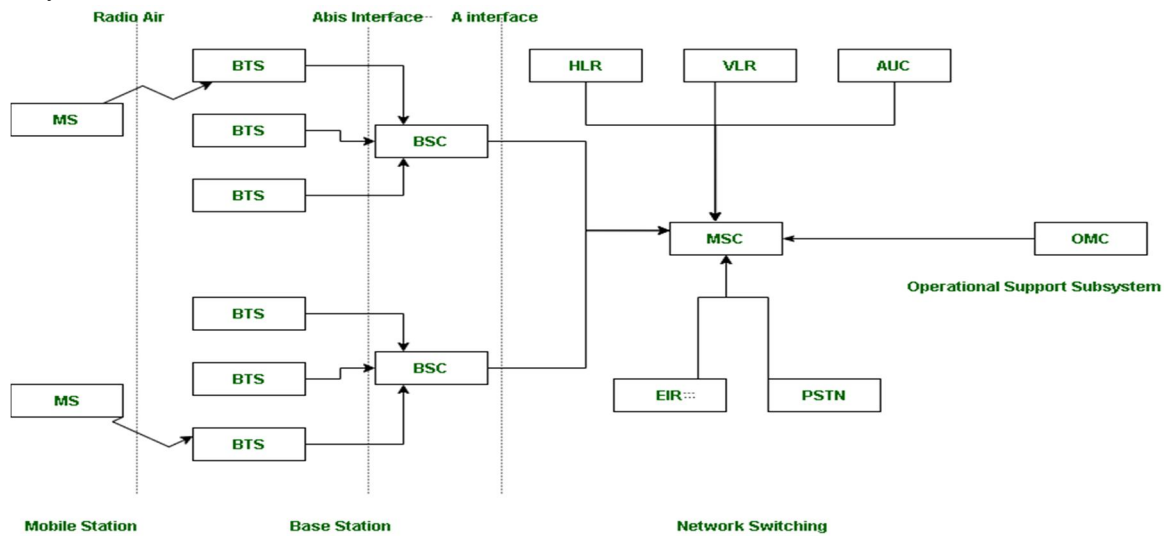 Radio Air
Abis Interface
A interface
BTS
HLR
VLR
AUC
MS
BTS
BSC
BTS
MSC
OMC
Operational Support Subsystem
BTS
BSC
BTS
MS
EIR
PSTN
BTS
Mobile Station
Base Station
Network Switching